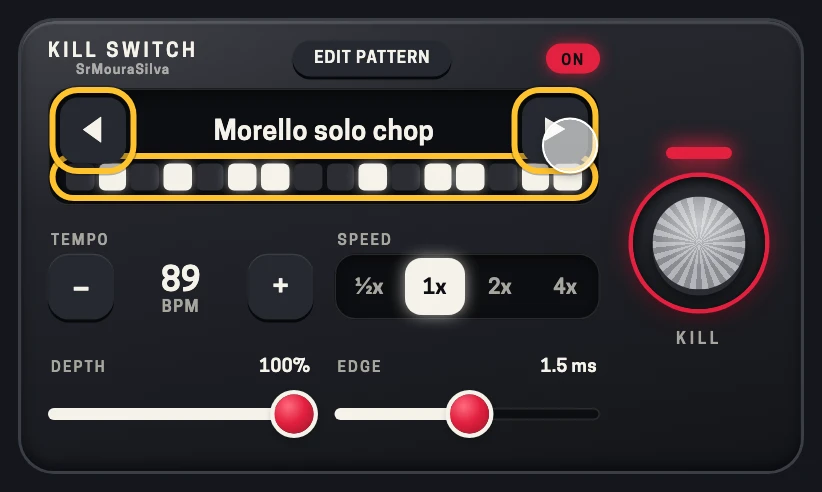 KILL SWITCH
SrMouraSilva
EDIT PATTERN
ON
Morello solo chop
TEMPO
SPEED
–
89
+
BPM
½x
1x
2x
4x
KILL
DEPTH
100%
EDGE
1.5 ms